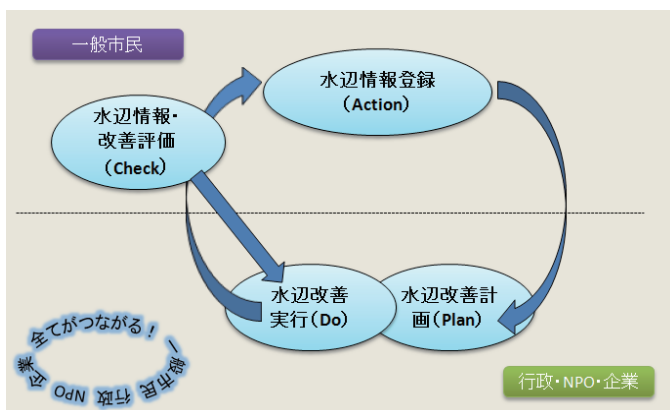 一般市民
水辺情報登録
(Action)
水辺情報・
改善評価
(Check)
水辺改善
実行(Do)
水辺改善計
画(Plan)
全てがつながる！ 一般市民 行政 NPO 企業
行政・NPO・企業